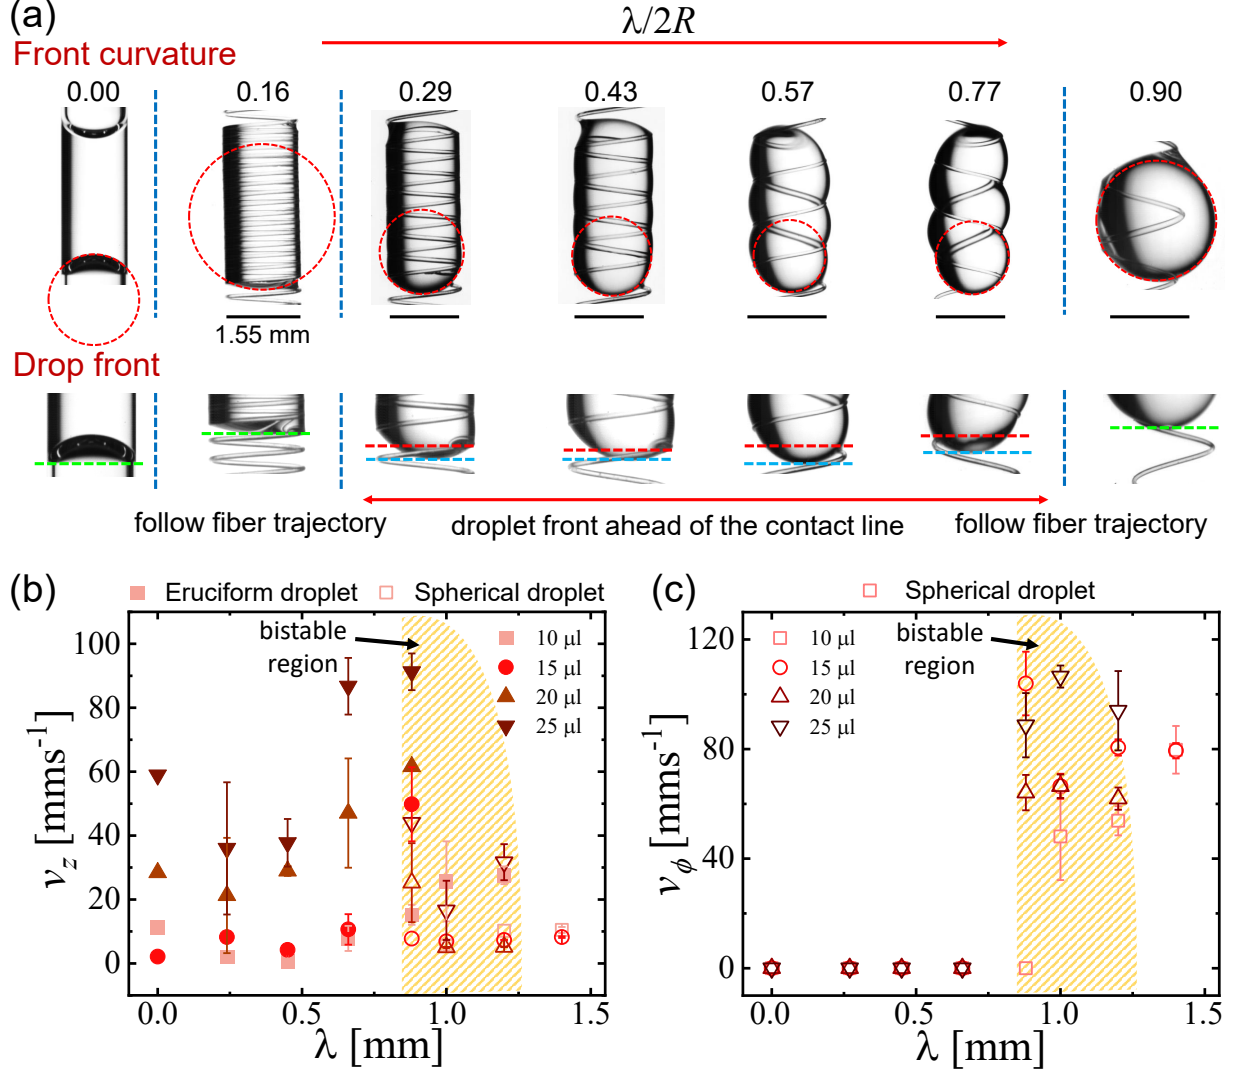 (a)
λ/2R
Front curvature
0.00 0.16 0.29 0.43 0.57 0.77 0.90
1.55 mm
Drop front
follow fiber trajectory droplet front ahead of the contact line follow fiber trajectory
(b)
Eruciform droplet Spherical droplet
bistable
region
10 μl
15 μl
20 μl
25 μl
100
80
60
40
20
0
v_z [mms⁻¹]
0.0 0.5 1.0 1.5
λ [mm]
(c)
Spherical droplet
bistable
region
10 μl
15 μl
20 μl
25 μl
120
80
40
0
v_ϕ [mms⁻¹]
0.0 0.5 1.0 1.5
λ [mm]